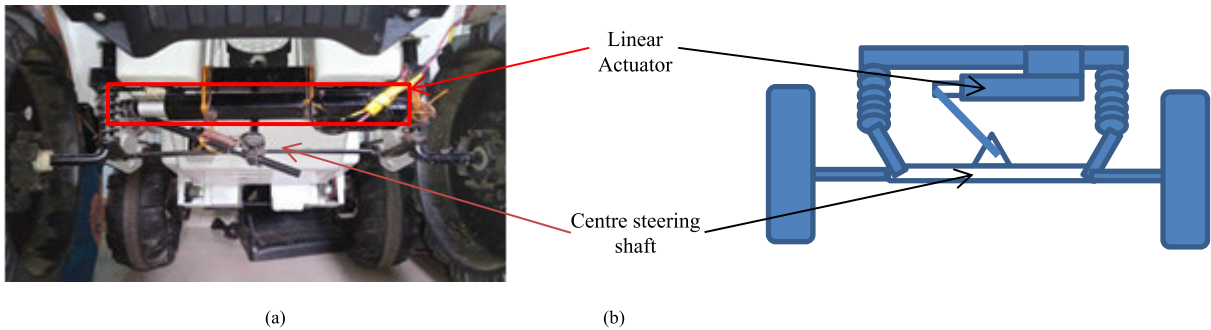 Linear
Actuator
Centre steering
shaft
(a)
(b)